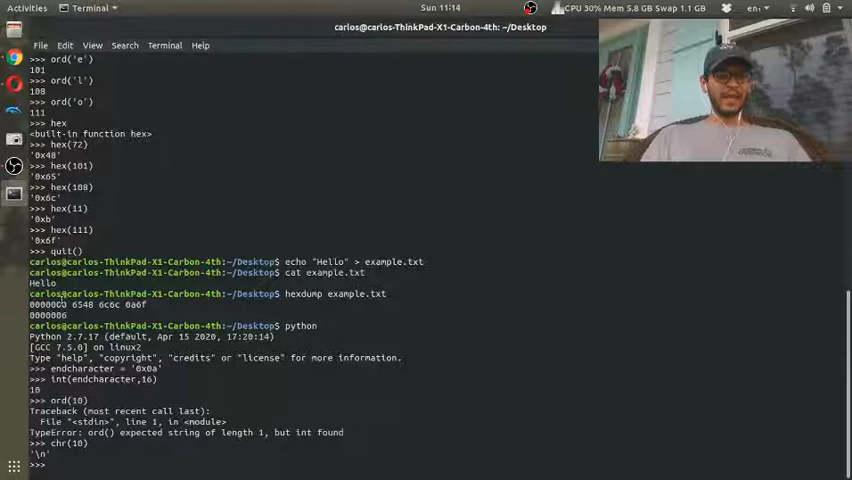 Activities Terminal Sun 11:14 CPU 30% Mem 5.8 GB Swap 1.1 GB en
carlos@carlos-ThinkPad-X1-Carbon-4th: ~/Desktop
File Edit View Search Terminal Help
>>> ord('e')
101
>>> ord('l')
108
>>> ord('o')
111
>>> hex
<built-in function hex>
>>> hex(72)
'0x48'
>>> hex(101)
'0x65'
>>> hex(108)
'0x6c'
>>> hex(11)
'0xb'
>>> hex(111)
'0x6f'
>>> quit()
carlos@carlos-ThinkPad-X1-Carbon-4th:~/Desktop$ echo "Hello" > example.txt
carlos@carlos-ThinkPad-X1-Carbon-4th:~/Desktop$ cat example.txt
Hello
carlos@carlos-ThinkPad-X1-Carbon-4th:~/Desktop$ hexdump example.txt
0000000 6548 6c6c 0a6f
0000006
carlos@carlos-ThinkPad-X1-Carbon-4th:~/Desktop$ python
Python 2.7.17 (default, Apr 15 2020, 17:20:14)
[GCC 7.5.0] on linux2
Type "help", "copyright", "credits" or "license" for more information.
>>> endcharacter = '0x0a'
>>> int(endcharacter,16)
10
>>> ord(10)
Traceback (most recent call last):
File "<stdin>", line 1, in <module>
TypeError: ord() expected string of length 1, but int found
>>> chr(10)
'\n'
>>>